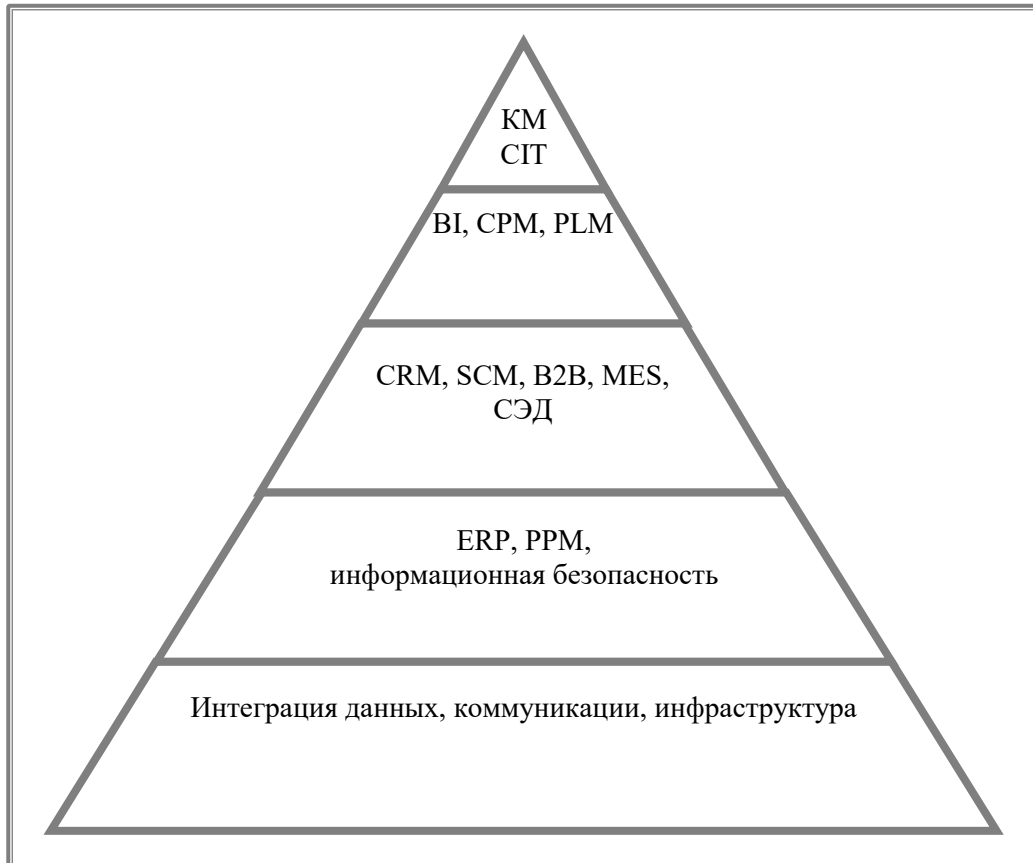 КМ
CIT
BI, CPM, PLM
CRM, SCM, B2B, MES,
СЭД
ERP, PPM,
информационная безопасность
Интеграция данных, коммуникации, инфраструктура